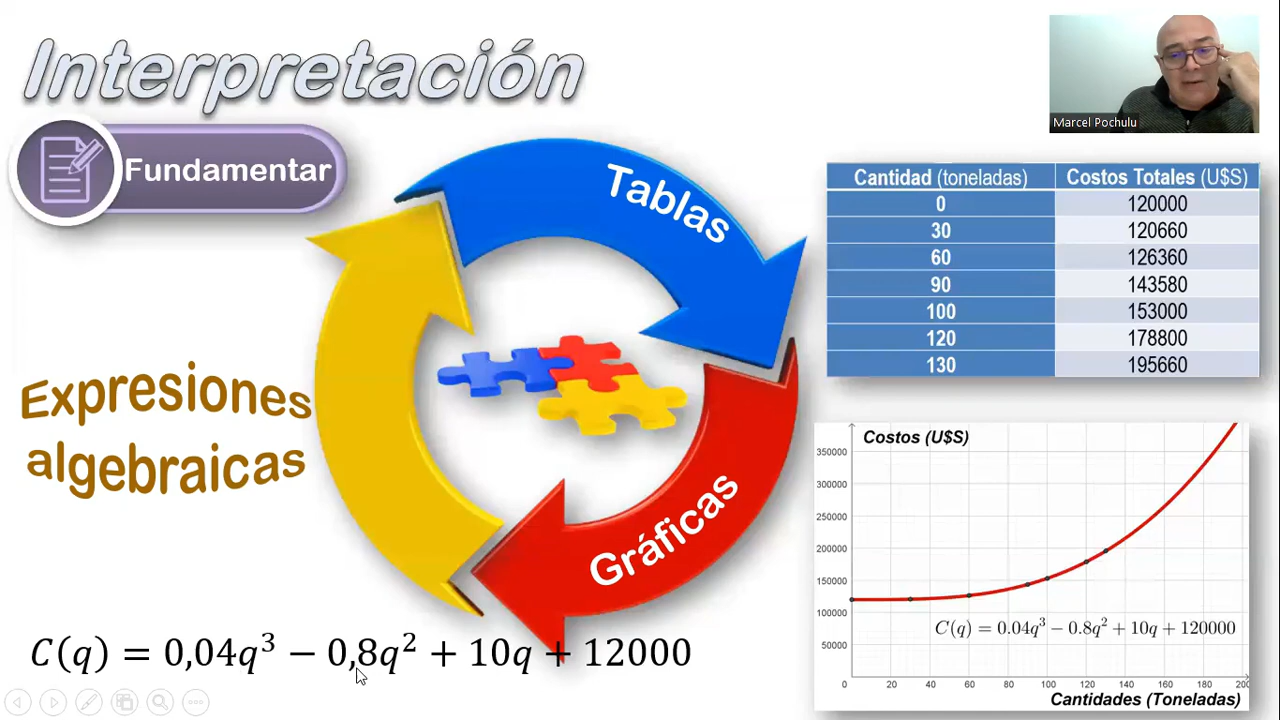 Interpretación
Marcel Pochulu
Fundamentar
Tablas
Gráficas
Expresiones
algebraicas
C(q) = 0,04q³ − 0,8q² + 10q + 12000
Cantidad (toneladas) Costos Totales (U$S)
0 120000
30 120660
60 126360
90 143580
100 153000
120 178800
130 195660
Costos (U$S)
350000
300000
250000
200000
150000
100000
50000
C(q) = 0.04q³ − 0.8q² + 10q + 120000
0 20 40 60 80 100 120 140 160 180 200
Cantidades (Toneladas)